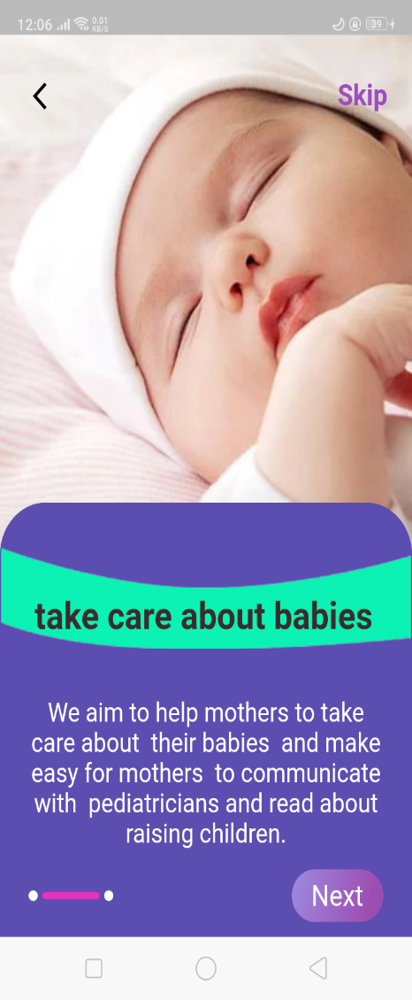 12:06 0.01 KB/S 39
Skip
take care about babies
We aim to help mothers to take
care about their babies and make
easy for mothers to communicate
with pediatricians and read about
raising children.
Next